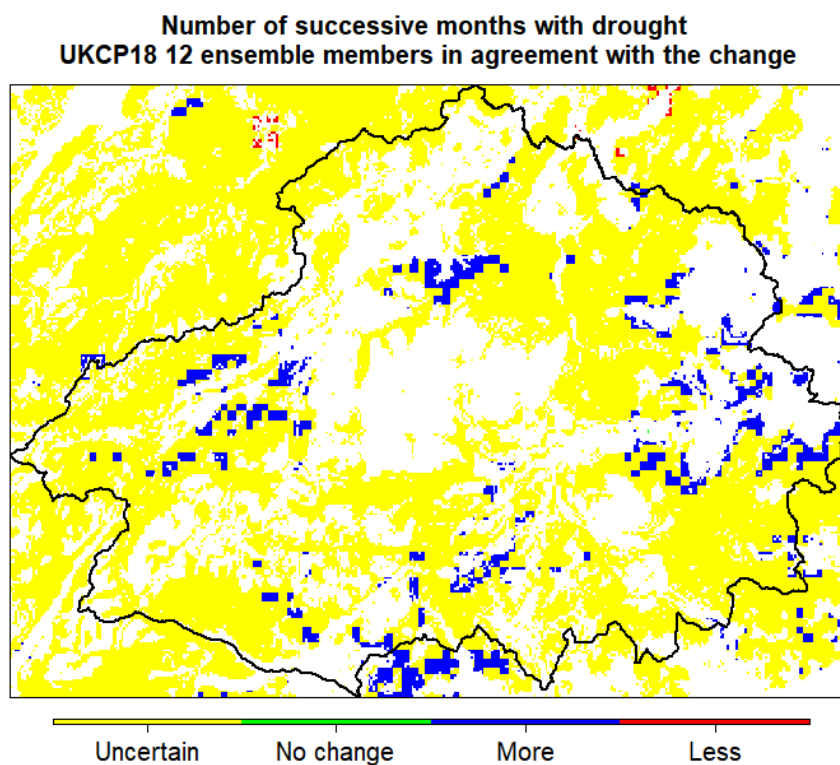 Number of successive months with drought
UKCP18 12 ensemble members in agreement with the change
Uncertain No change More Less